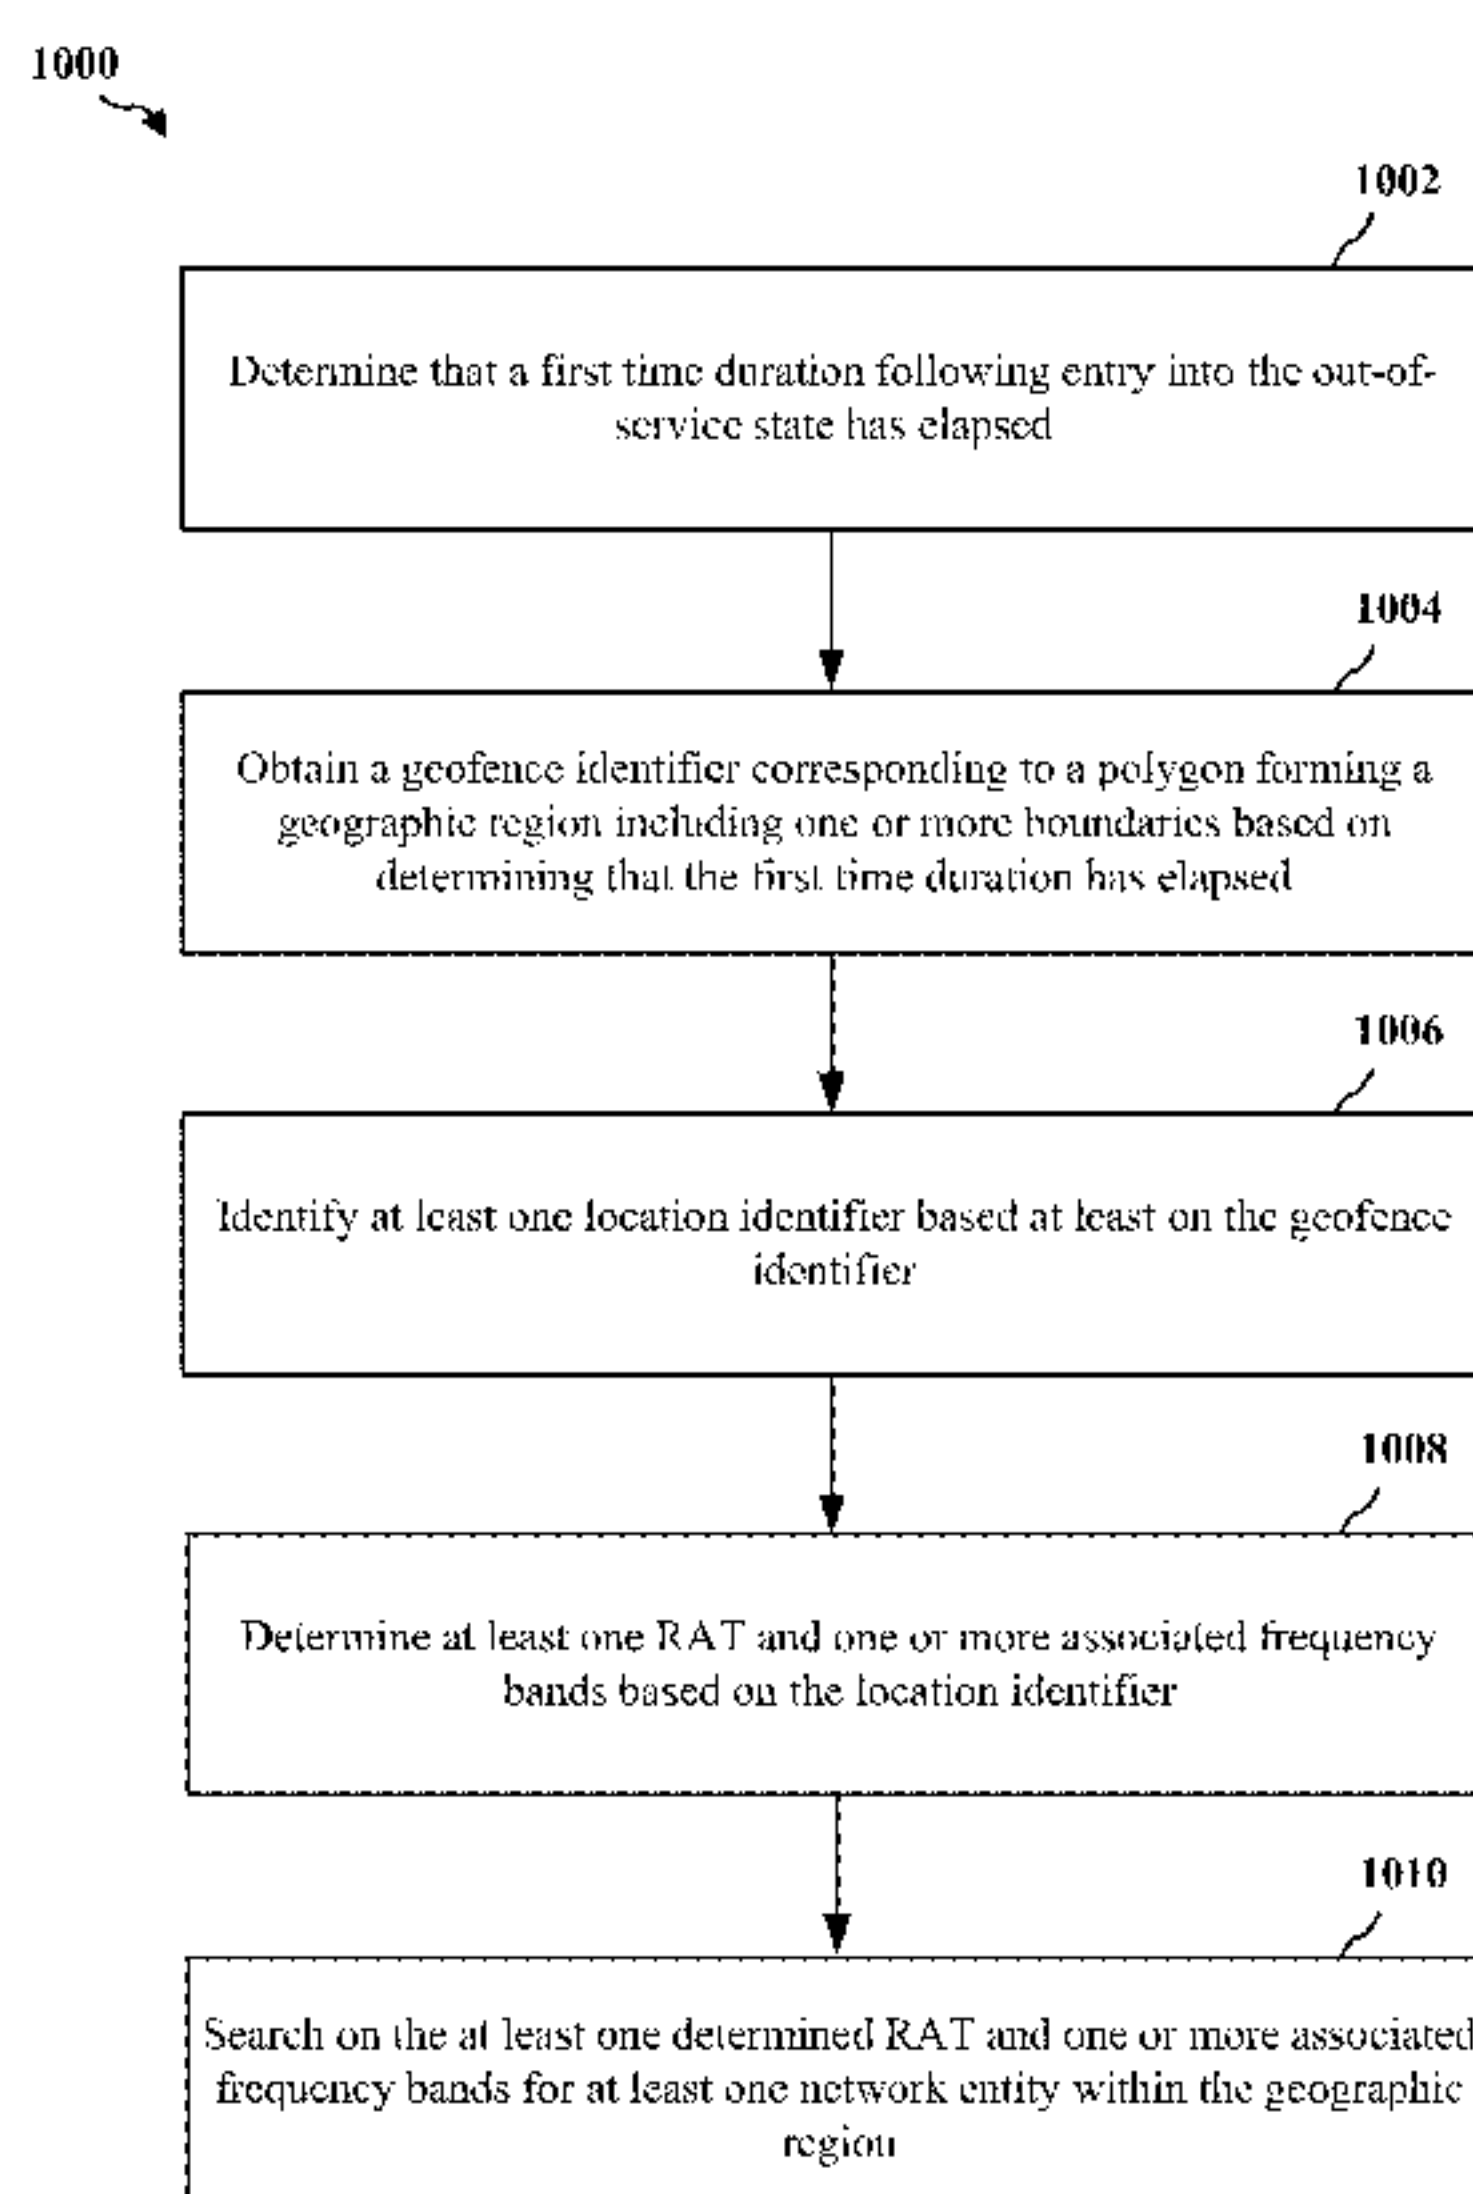 1000
1002
Determine that a first time duration following entry into the out-of-
service state has elapsed
1004
Obtain a geofence identifier corresponding to a polygon forming a
geographic region including one or more boundaries based on
determining that the first time duration has elapsed
1006
Identify at least one location identifier based at least on the geofence
identifier
1008
Determine at least one RAT and one or more associated frequency
bands based on the location identifier
1010
Search on the at least one determined RAT and one or more associated
frequency bands for at least one network entity within the geographic
region